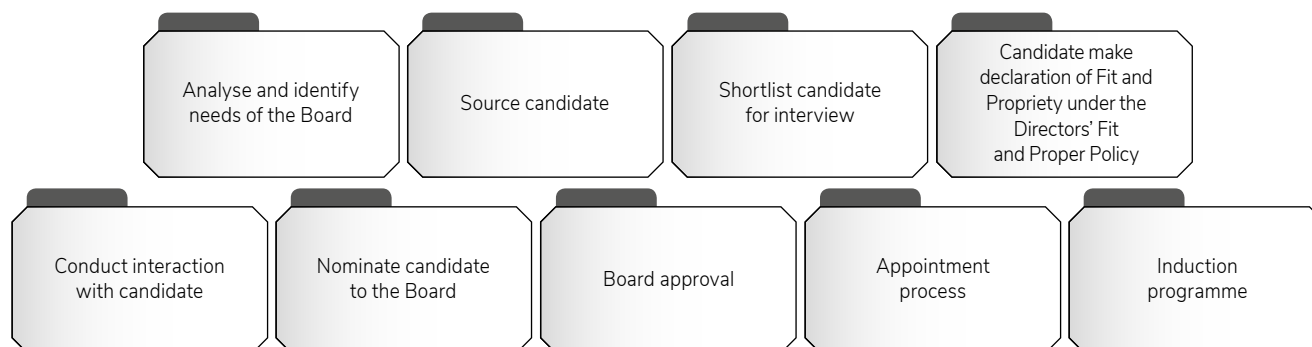 Analyse and identify
needs of the Board
Source candidate
Shortlist candidate
for interview
Candidate make
declaration of Fit and
Propriety under the
Directors’ Fit
and Proper Policy
Conduct interaction
with candidate
Nominate candidate
to the Board
Board approval
Appointment
process
Induction
programme